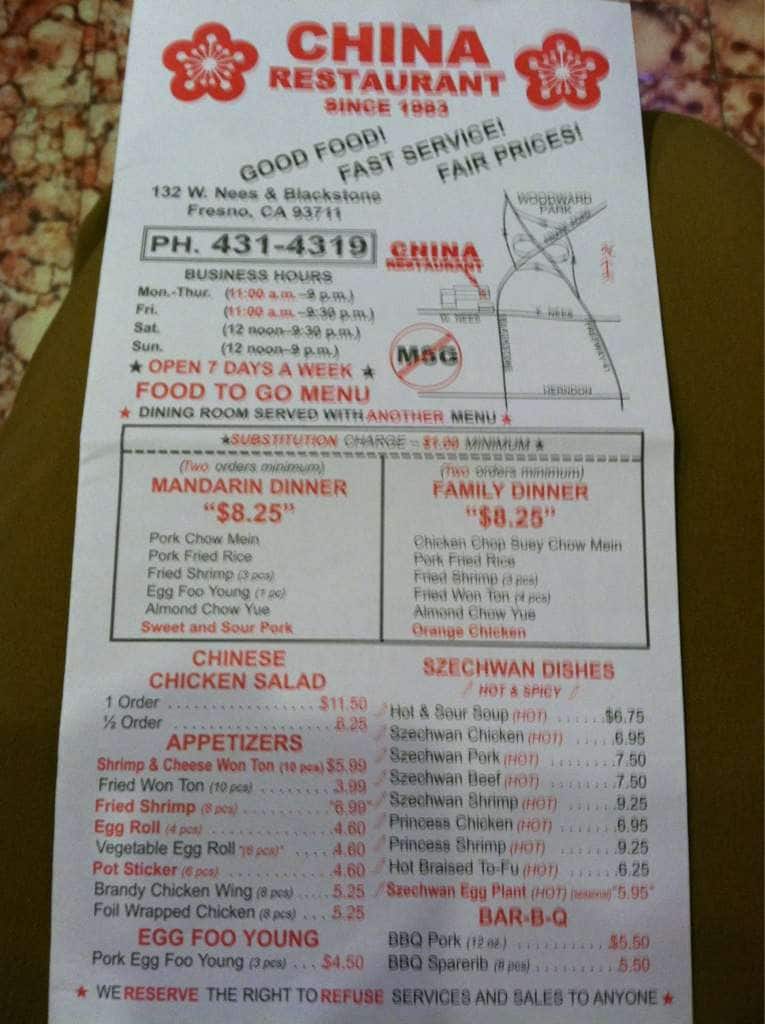 CHINA
RESTAURANT
SINCE 1983
GOOD FOOD!
FAST SERVICE!
FAIR PRICES!
132 W. Nees & Blackstone
Fresno, CA 93711
PH. 431-4319
BUSINESS HOURS
Mon.-Thur. (11:00 a.m.-9 p.m.)
Fri. (11:00 a.m.-9:30 p.m.)
Sat. (12 noon-9:30 p.m.)
Sun. (12 noon-9 p.m.)
★ OPEN 7 DAYS A WEEK ★
FOOD TO GO MENU
WOODWARD
PARK
CHINA
RESTAURANT
W. NEES
E. NEES
BLACKSTONE
MSG
HERNDON
★ DINING ROOM SERVED WITH ANOTHER MENU ★
★ SUBSTITUTION CHARGE - $1.00 MINIMUM ★
(Two orders minimum)
MANDARIN DINNER
"$8.25"
Pork Chow Mein
Pork Fried Rice
Fried Shrimp (3 pcs)
Egg Foo Young (1 pc)
Almond Chow Yue
Sweet and Sour Pork
(Two orders minimum)
FAMILY DINNER
"$8.25"
Chicken Chop Suey Chow Mein
Pork Fried Rice
Fried Shrimp (3 pcs)
Fried Won Ton (4 pcs)
Almond Chow Yue
Orange Chicken
CHINESE
CHICKEN SALAD
1 Order ........................ $11.50
½ Order ........................ 6.25
APPETIZERS
Shrimp & Cheese Won Ton (10 pcs) $5.99
Fried Won Ton (10 pcs) ............ 3.99
Fried Shrimp (8 pcs) ............ "6.99"
Egg Roll (4 pcs) .................. 4.60
Vegetable Egg Roll "(6 pcs)" ...... 4.60
Pot Sticker (6 pcs) ............... 4.60
Brandy Chicken Wing (8 pcs) ..... 5.25
Foil Wrapped Chicken (8 pcs) ... 5.25
EGG FOO YOUNG
Pork Egg Foo Young (3 pcs) ... $4.50
SZECHWAN DISHES
HOT & SPICY
Hot & Sour Soup (HOT) ...... $6.75
Szechwan Chicken (HOT) ..... 6.95
Szechwan Pork (HOT) ........ 7.50
Szechwan Beef (HOT) ........ 7.50
Szechwan Shrimp (HOT) ..... 9.25
Princess Chicken (HOT) ...... 6.95
Princess Shrimp (HOT) ....... 9.25
Hot Braised To-Fu (HOT) ...... 6.25
Szechwan Egg Plant (HOT) (seasonal) "5.95"
BAR-B-Q
BBQ Pork (12 oz.) ............. $5.50
BBQ Sparerib (8 pcs) .......... 5.50
★ WE RESERVE THE RIGHT TO REFUSE SERVICES AND SALES TO ANYONE ★